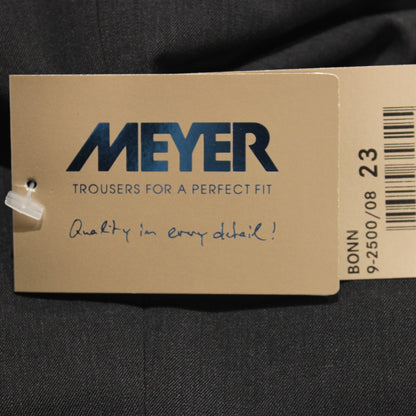 MEYER
TROUSERS FOR A PERFECT FIT
Quality in every detail!
BONN 23
9-2500/08